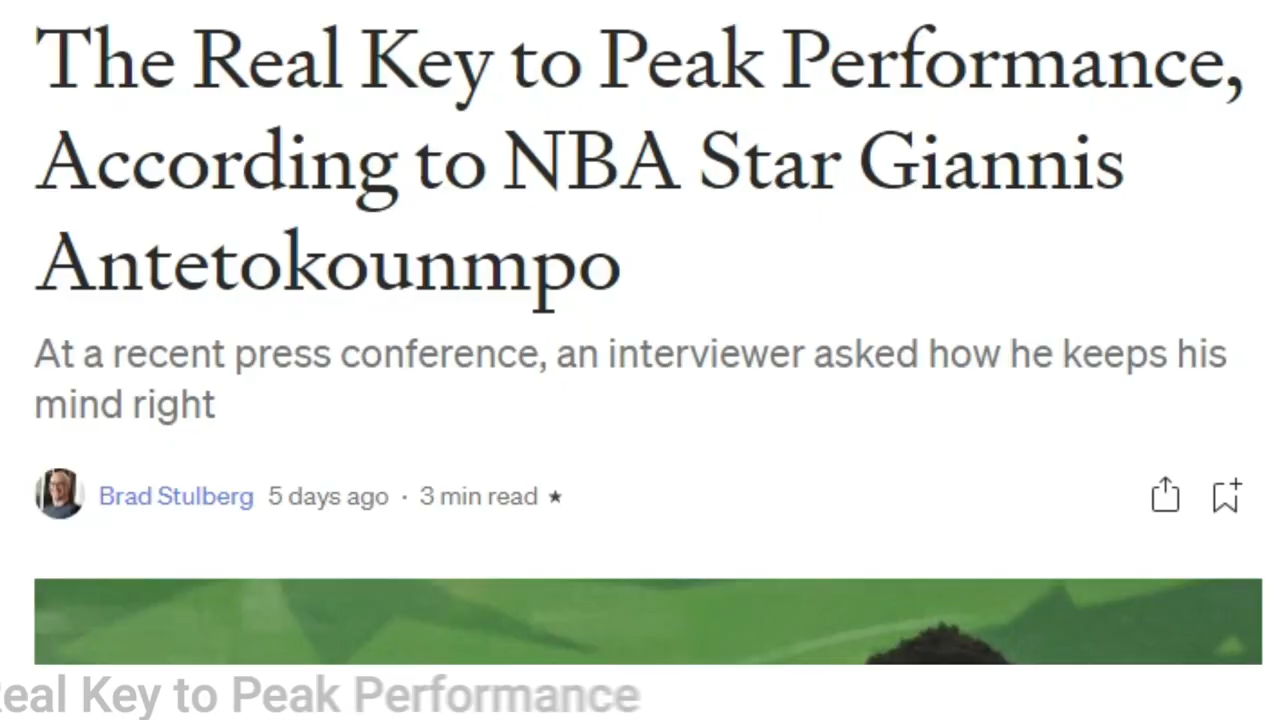 The Real Key to Peak Performance,
According to NBA Star Giannis
Antetokounmpo
At a recent press conference, an interviewer asked how he keeps his
mind right
Brad Stulberg 5 days ago · 3 min read ★
eal Key to Peak Performance